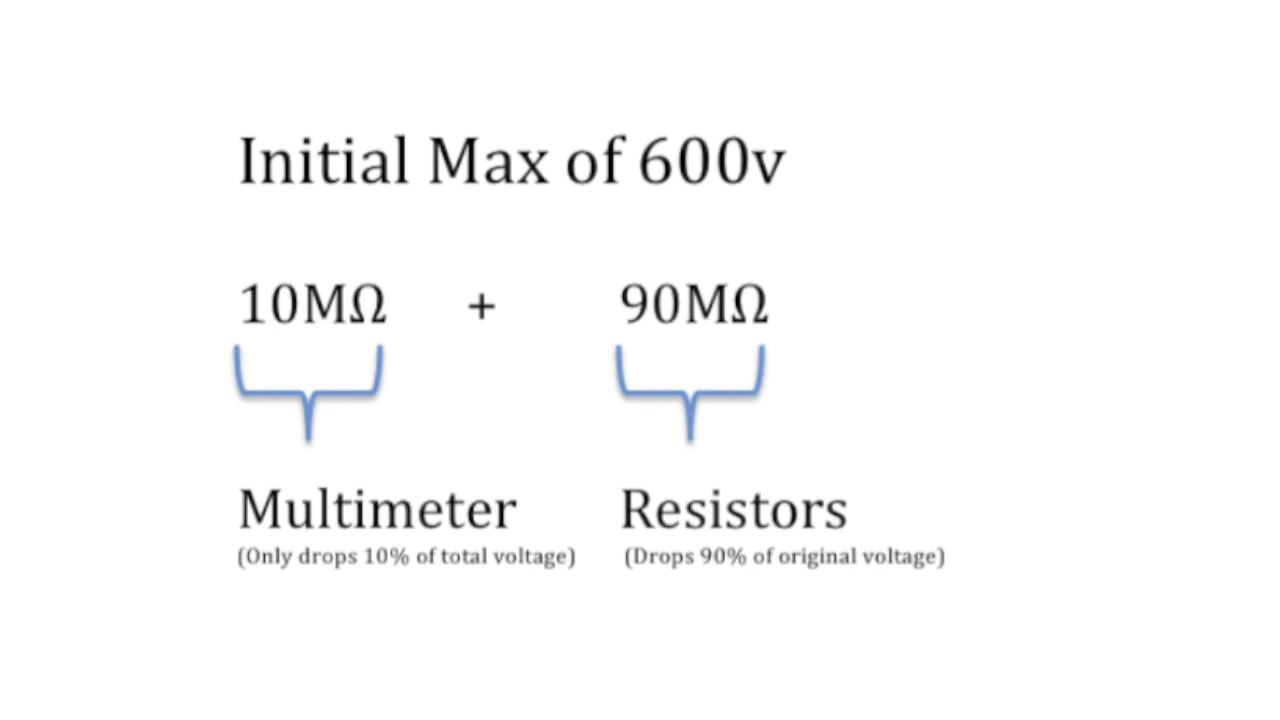 Initial Max of 600v
10MΩ + 90MΩ
Multimeter Resistors
(Only drops 10% of total voltage) (Drops 90% of original voltage)